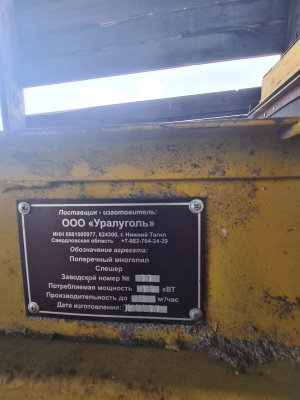 Поставщик - изготовитель:
ООО «Уралуголь»
ИНН 6681005977, 624300, г. Нижний Тагил
Свердловская область +7-982-764-24-29
Обозначение агрегата:
Поперечный многопил
Слешер
Заводской номер №
Потребляемая мощность кВТ
Производительность до м³/час
Дата изготовления: